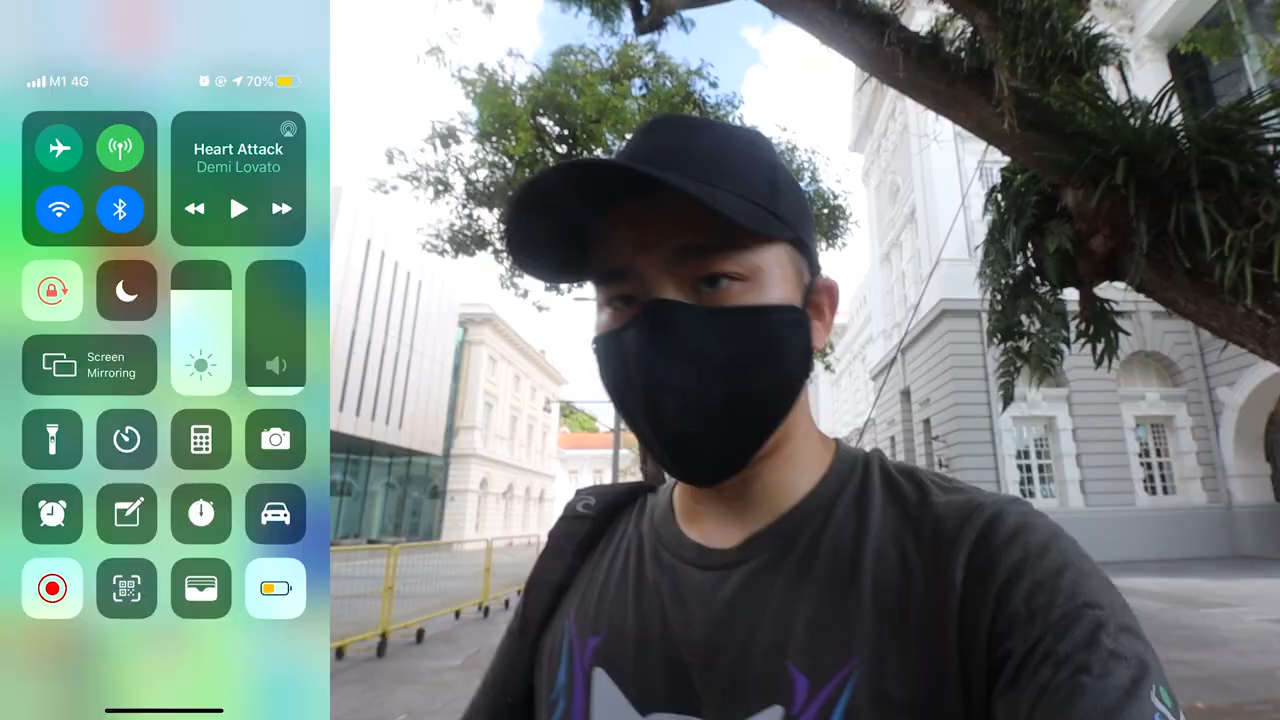 M1 4G
70%
Heart Attack
Demi Lovato
Screen
Mirroring